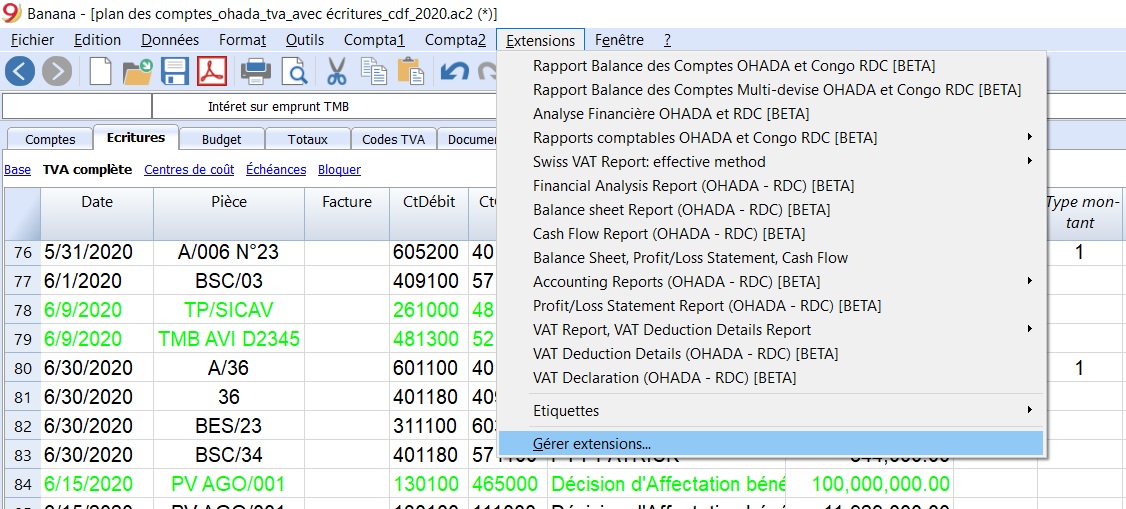 Banana - [plan des comptes_ohada_tva_avec écritures_cdf_2020.ac2 (*)]
Fichier Edition Données Format Outils Compta1 Compta2 Extensions Fenêtre ?
Intéret sur emprunt TMB
Comptes Ecritures Budget Totaux Codes TVA
Base TVA complète Centres de coût Échéances Bloquer
Date Pièce Facture CtDébit Type mon-
tant
76 5/31/2020 A/006 N°23 605200 40 1
77 6/1/2020 BSC/03 409100 57
78 6/9/2020 TP/SICAV 261000 48
79 6/9/2020 TMB AVI D2345 481300 52
80 6/30/2020 A/36 601100 40 1
81 6/30/2020 36 401180
82 6/30/2020 BES/23 311100
83 6/30/2020 BSC/34 401180
84 6/15/2020 PV AGO/001 130100 465000 Décision d'Affectation béné 100,000,000.00
Rapport Balance des Comptes OHADA et Congo RDC [BETA]
Rapport Balance des Comptes Multi-devise OHADA et Congo RDC [BETA]
Analyse Financière OHADA et RDC [BETA]
Rapports comptables OHADA et Congo RDC [BETA]
Swiss VAT Report: effective method
Financial Analysis Report (OHADA - RDC) [BETA]
Balance sheet Report (OHADA - RDC) [BETA]
Cash Flow Report (OHADA - RDC) [BETA]
Balance Sheet, Profit/Loss Statement, Cash Flow
Accounting Reports (OHADA - RDC) [BETA]
Profit/Loss Statement Report (OHADA - RDC) [BETA]
VAT Report, VAT Deduction Details Report
VAT Deduction Details (OHADA - RDC) [BETA]
VAT Declaration (OHADA - RDC) [BETA]
Etiquettes
Gérer extensions...